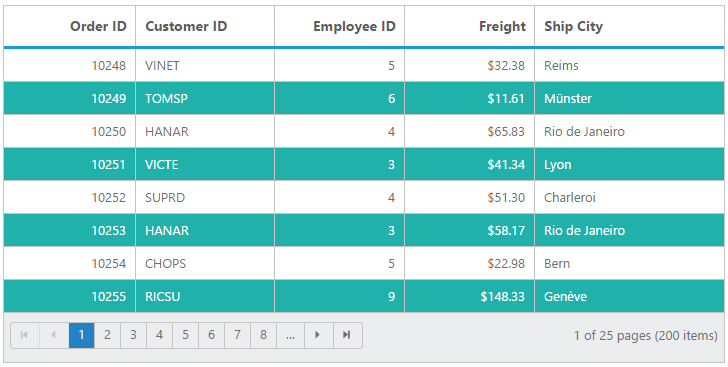 Order ID Customer ID Employee ID Freight Ship City
10248 VINET 5 $32.38 Reims
10249 TOMSP 6 $11.61 Münster
10250 HANAR 4 $65.83 Rio de Janeiro
10251 VICTE 3 $41.34 Lyon
10252 SUPRD 4 $51.30 Charleroi
10253 HANAR 3 $58.17 Rio de Janeiro
10254 CHOPS 5 $22.98 Bern
10255 RICSU 9 $148.33 Genève
1 2 3 4 5 6 7 8 ... 1 of 25 pages (200 items)